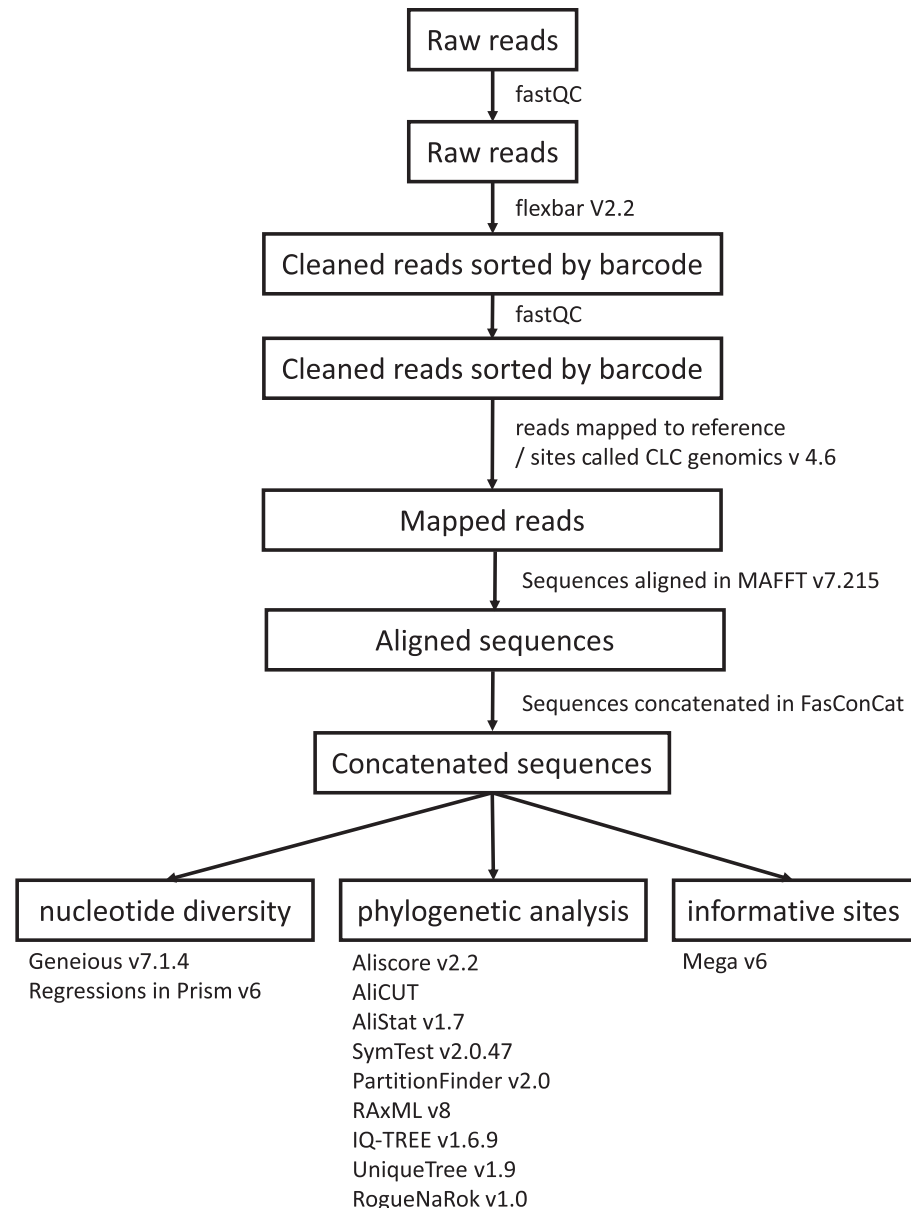 Raw reads
fastQC
Raw reads
flexbar V2.2
Cleaned reads sorted by barcode
fastQC
Cleaned reads sorted by barcode
reads mapped to reference
/ sites called CLC genomics v 4.6
Mapped reads
Sequences aligned in MAFFT v7.215
Aligned sequences
Sequences concatenated in FasConCat
Concatenated sequences
nucleotide diversity
Geneious v7.1.4
Regressions in Prism v6
phylogenetic analysis
Aliscore v2.2
AliCUT
AliStat v1.7
SymTest v2.0.47
PartitionFinder v2.0
RAxML v8
IQ-TREE v1.6.9
UniqueTree v1.9
RogueNaRok v1.0
informative sites
Mega v6